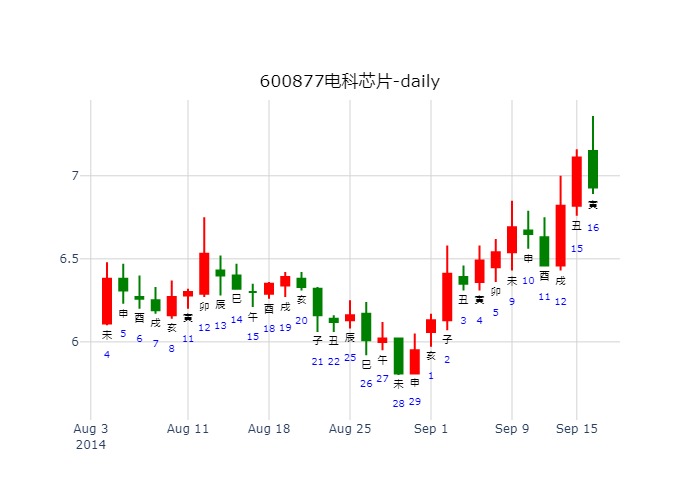 600877电科芯片-daily
7
6.5
6
未 申 酉 戌 亥 寅 卯 辰 巳 午 酉 戌 亥 子 丑 辰 巳 午 未 申 亥 子 丑 寅 卯 未 申 酉 戌 丑 寅
4 5 6 7 8 11 12 13 14 15 18 19 20 21 22 25 26 27 28 29 1 2 3 4 5 9 10 11 12 15 16
Aug 3 Aug 11 Aug 18 Aug 25 Sep 1 Sep 9 Sep 15
2014